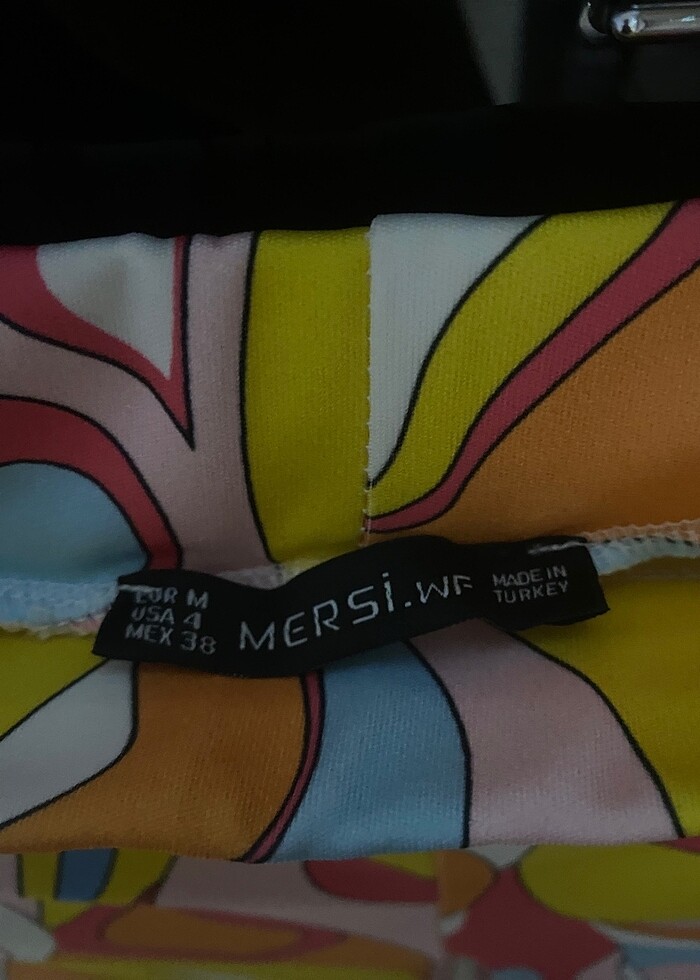 EUR M
USA 4
MEX 38
MERSİ.WF
MADE IN
TURKEY